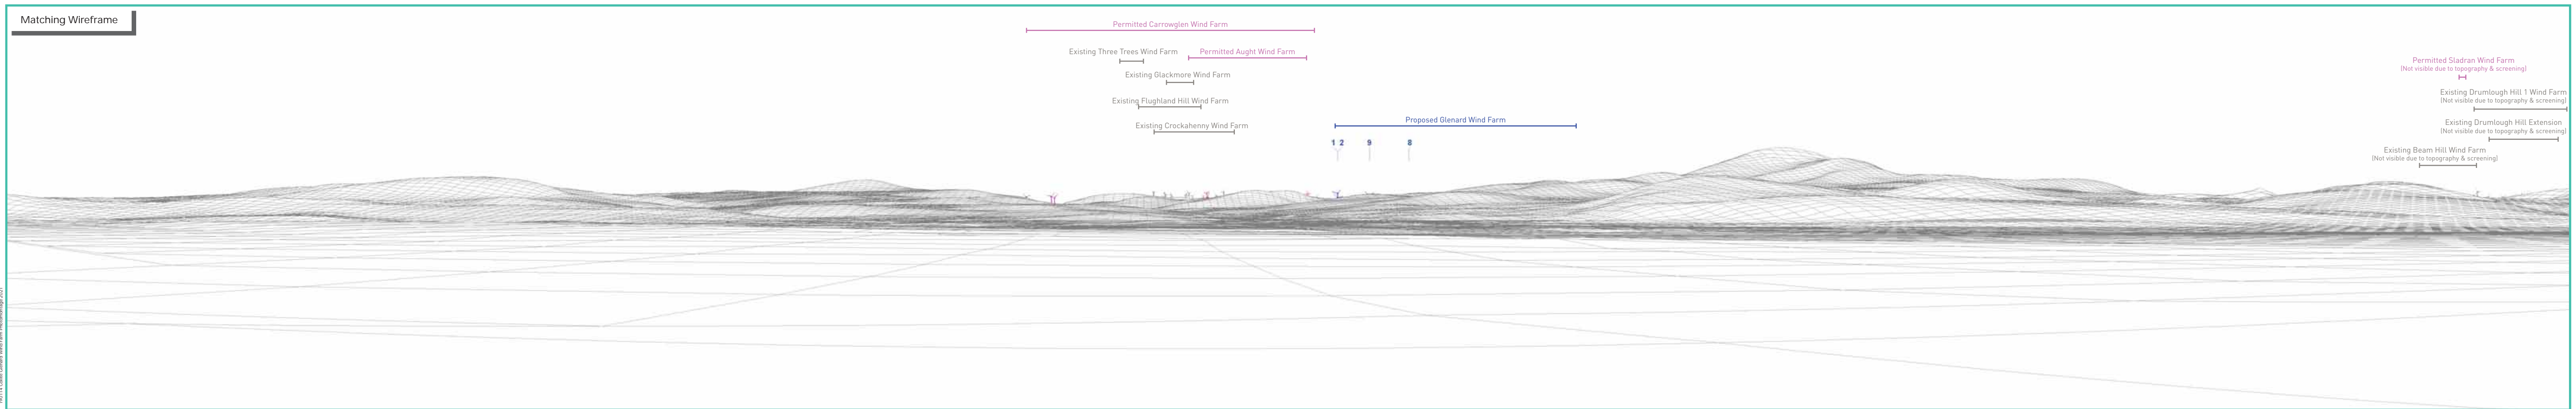 Matching Wireframe
Permitted Carrowglen Wind Farm
Existing Three Trees Wind Farm
Permitted Aught Wind Farm
Existing Glackmore Wind Farm
Existing Flughland Hill Wind Farm
Existing Crockahenny Wind Farm
Proposed Glenard Wind Farm
1 2 9 8
Permitted Sladran Wind Farm
(Not visible due to topography & screening)
Existing Drumlough Hill 1 Wind Farm
(Not visible due to topography & screening)
Existing Drumlough Hill Extension
(Not visible due to topography & screening)
Existing Beam Hill Wind Farm
(Not visible due to topography & screening)